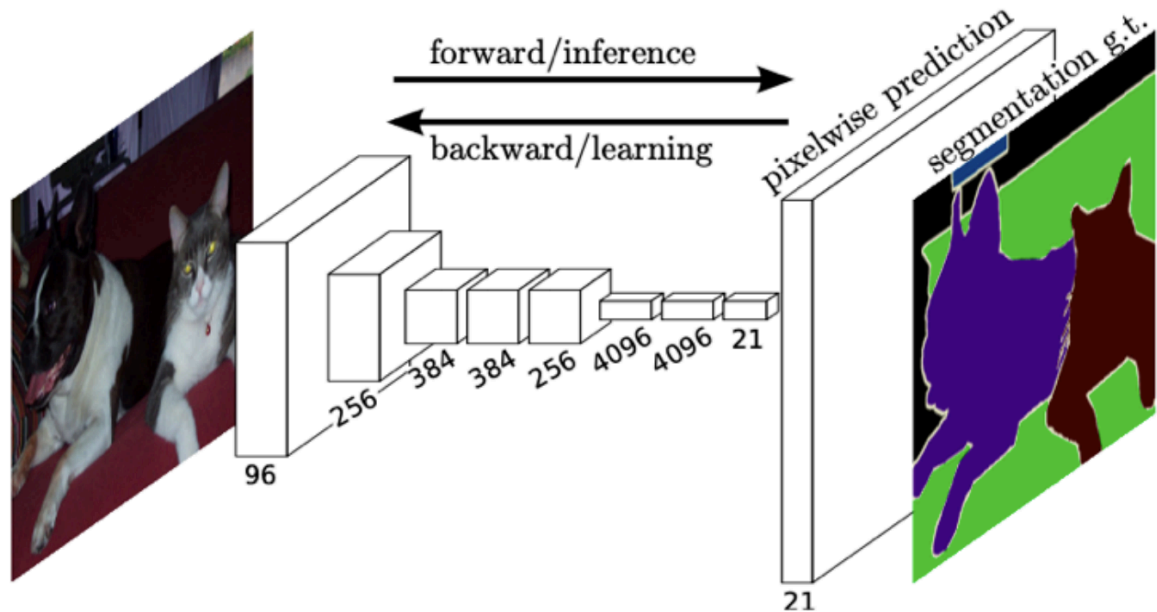 forward/inference
backward/learning
pixelwise prediction
segmentation g.t.
96
256
384
384
256
4096
4096
21
21